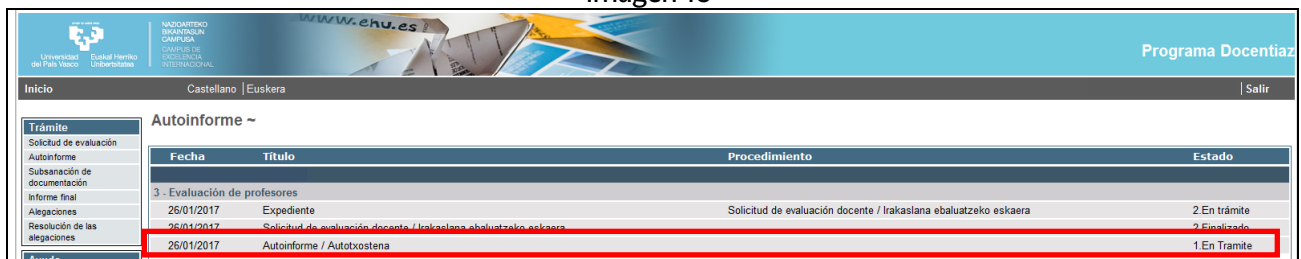 www.ehu.es
NAZIOARTEKO
BIKAINTASUN
CAMPUSA
CAMPUS DE
EXCELENCIA
INTERNACIONAL
Universidad Euskal Herriko
del País Vasco Unibertsitatea
Programa Docentiaz
Inicio Castellano | Euskera | Salir
Autoinforme ~
Trámite
Solicitud de evaluación
Autoinforme
Subsanación de
documentación
Informe final
Alegaciones
Resolución de las
alegaciones
Fecha Título Procedimiento Estado
3 - Evaluación de profesores
26/01/2017 Expediente Solicitud de evaluación docente / Irakaslana ebaluatzeko eskaera 2.En trámite
26/01/2017 Solicitud de evaluación docente / Irakaslana ebaluatzeko eskaera 2.Finalizado
26/01/2017 Autoinforme / Autotxostena 1.En Tramite